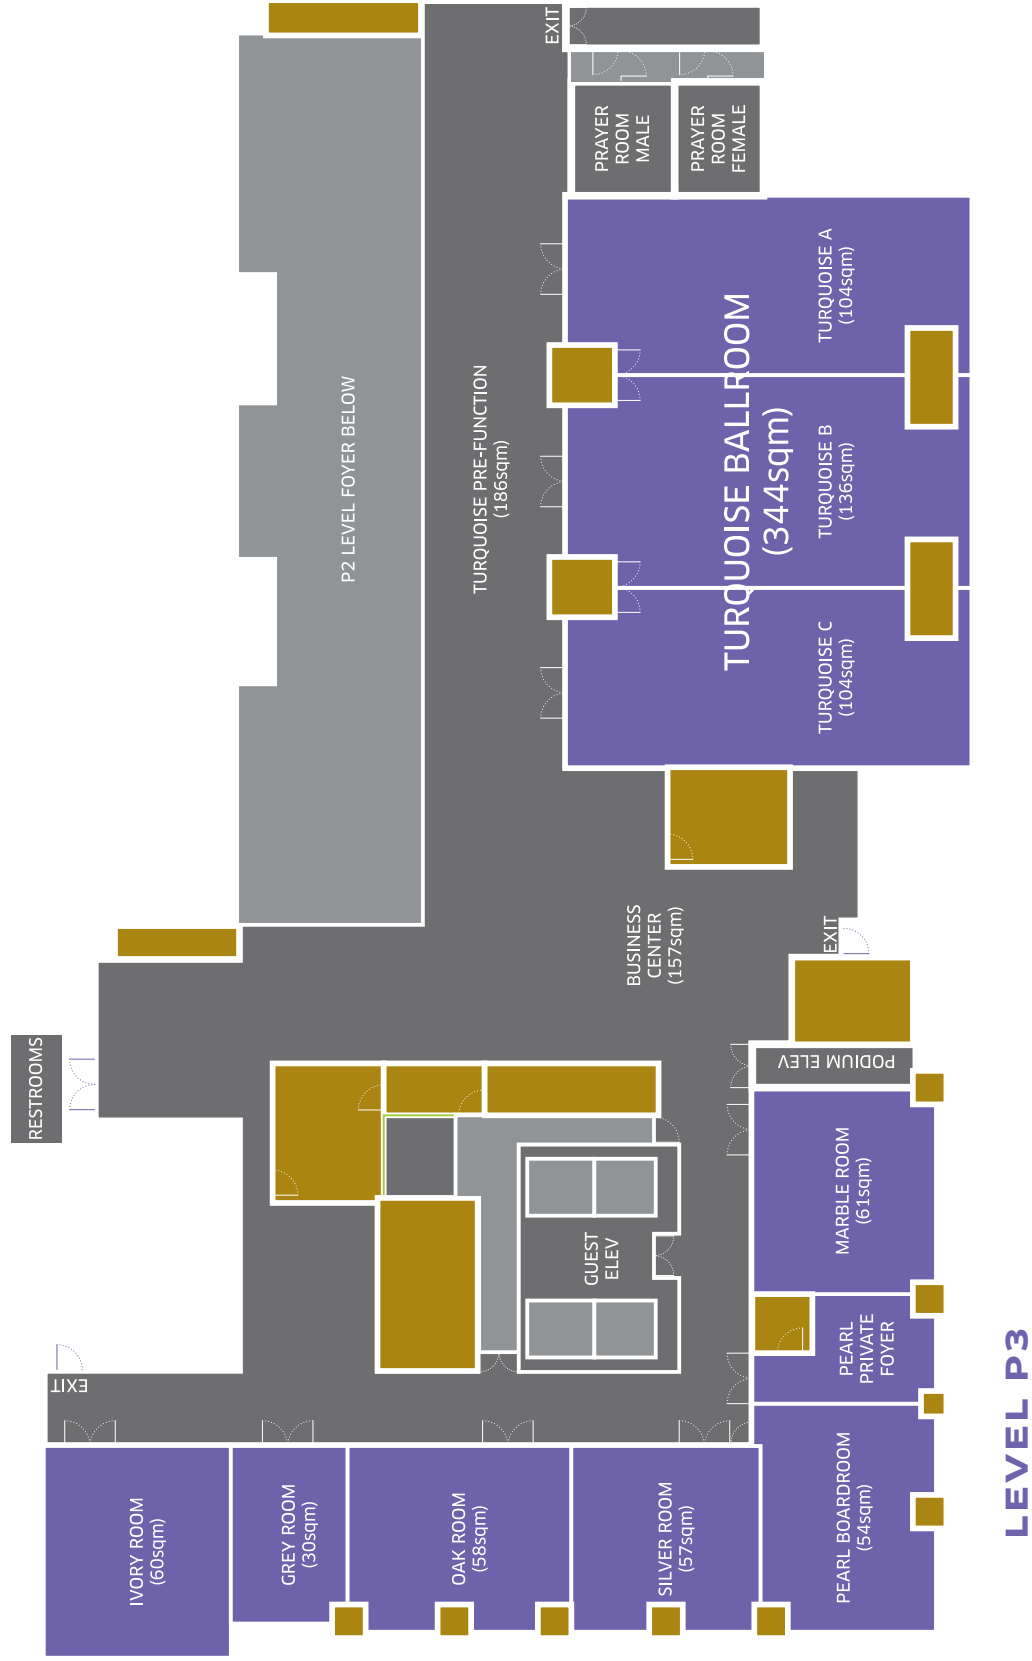 RESTROOMS
EXIT
IVORY ROOM
(60sqm)
GREY ROOM
(30sqm)
OAK ROOM
(58sqm)
SILVER ROOM
(57sqm)
PEARL BOARDROOM
(54sqm)
PEARL
PRIVATE
FOYER
MARBLE ROOM
(61sqm)
PODIUM ELEV
GUEST
ELEV
EXIT
BUSINESS
CENTER
(157sqm)
P2 LEVEL FOYER BELOW
TURQUOISE PRE-FUNCTION
(186sqm)
TURQUOISE BALLROOM
(344sqm)
TURQUOISE C
(104sqm)
TURQUOISE B
(136sqm)
TURQUOISE A
(104sqm)
PRAYER
ROOM
MALE
PRAYER
ROOM
FEMALE
EXIT
LEVEL P3